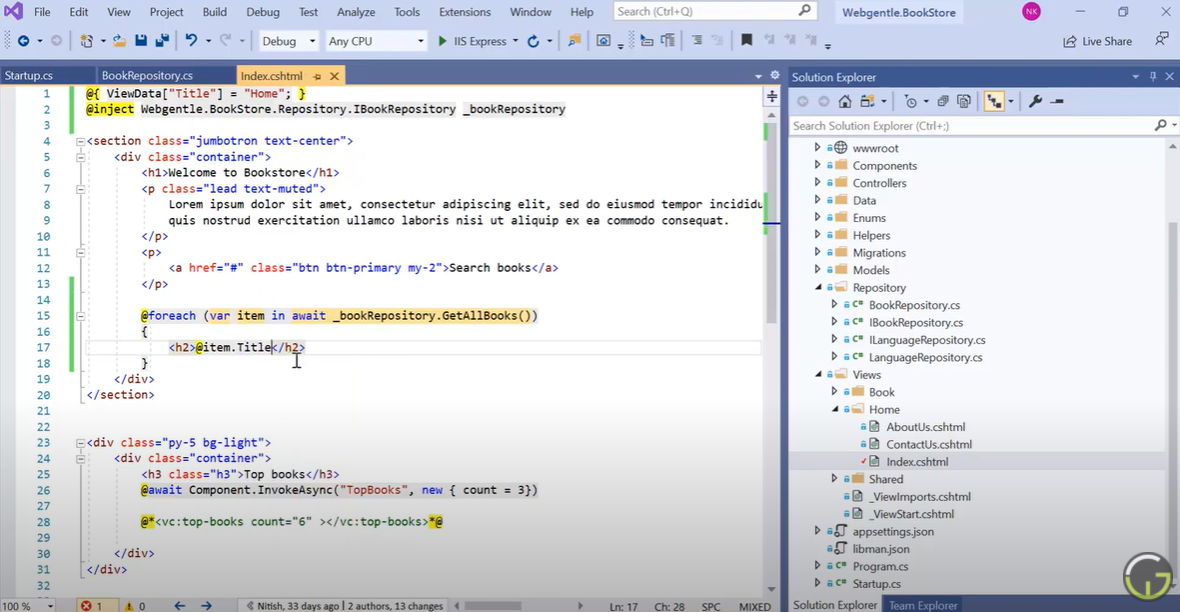 File Edit View Project Build Debug Test Analyze Tools Extensions Window Help Search (Ctrl+Q) Webgentle.BookStore NK
Debug Any CPU IIS Express Live Share
Startup.cs BookRepository.cs Index.cshtml
1 @{ ViewData["Title"] = "Home"; }
2 @inject Webgentle.BookStore.Repository.IBookRepository _bookRepository
3
4 <section class="jumbotron text-center">
5 <div class="container">
6 <h1>Welcome to Bookstore</h1>
7 <p class="lead text-muted">
8 Lorem ipsum dolor sit amet, consectetur adipiscing elit, sed do eiusmod tempor incididu
9 quis nostrud exercitation ullamco laboris nisi ut aliquip ex ea commodo consequat.
10 </p>
11 <p>
12 <a href="#" class="btn btn-primary my-2">Search books</a>
13 </p>
14
15 @foreach (var item in await _bookRepository.GetAllBooks())
16 {
17 <h2>@item.Title</h2>
18 }
19 </div>
20 </section>
21
22
23 <div class="py-5 bg-light">
24 <div class="container">
25 <h3 class="h3">Top books</h3>
26 @await Component.InvokeAsync("TopBooks", new { count = 3})
27
28 @*<vc:top-books count="6" ></vc:top-books>*@
29
30 </div>
31 </div>
32
100 % 1 0 Nitish, 33 days ago | 2 authors, 13 changes Ln: 17 Ch: 28 SPC MIXED
Solution Explorer
Search Solution Explorer (Ctrl+;)
wwwroot
Components
Controllers
Data
Enums
Helpers
Migrations
Models
Repository
C# BookRepository.cs
C# IBookRepository.cs
C# ILanguageRepository.cs
C# LanguageRepository.cs
Views
Book
Home
AboutUs.cshtml
ContactUs.cshtml
Index.cshtml
Shared
_ViewImports.cshtml
_ViewStart.cshtml
appsettings.json
libman.json
C# Program.cs
C# Startup.cs
Solution Explorer Team Explorer